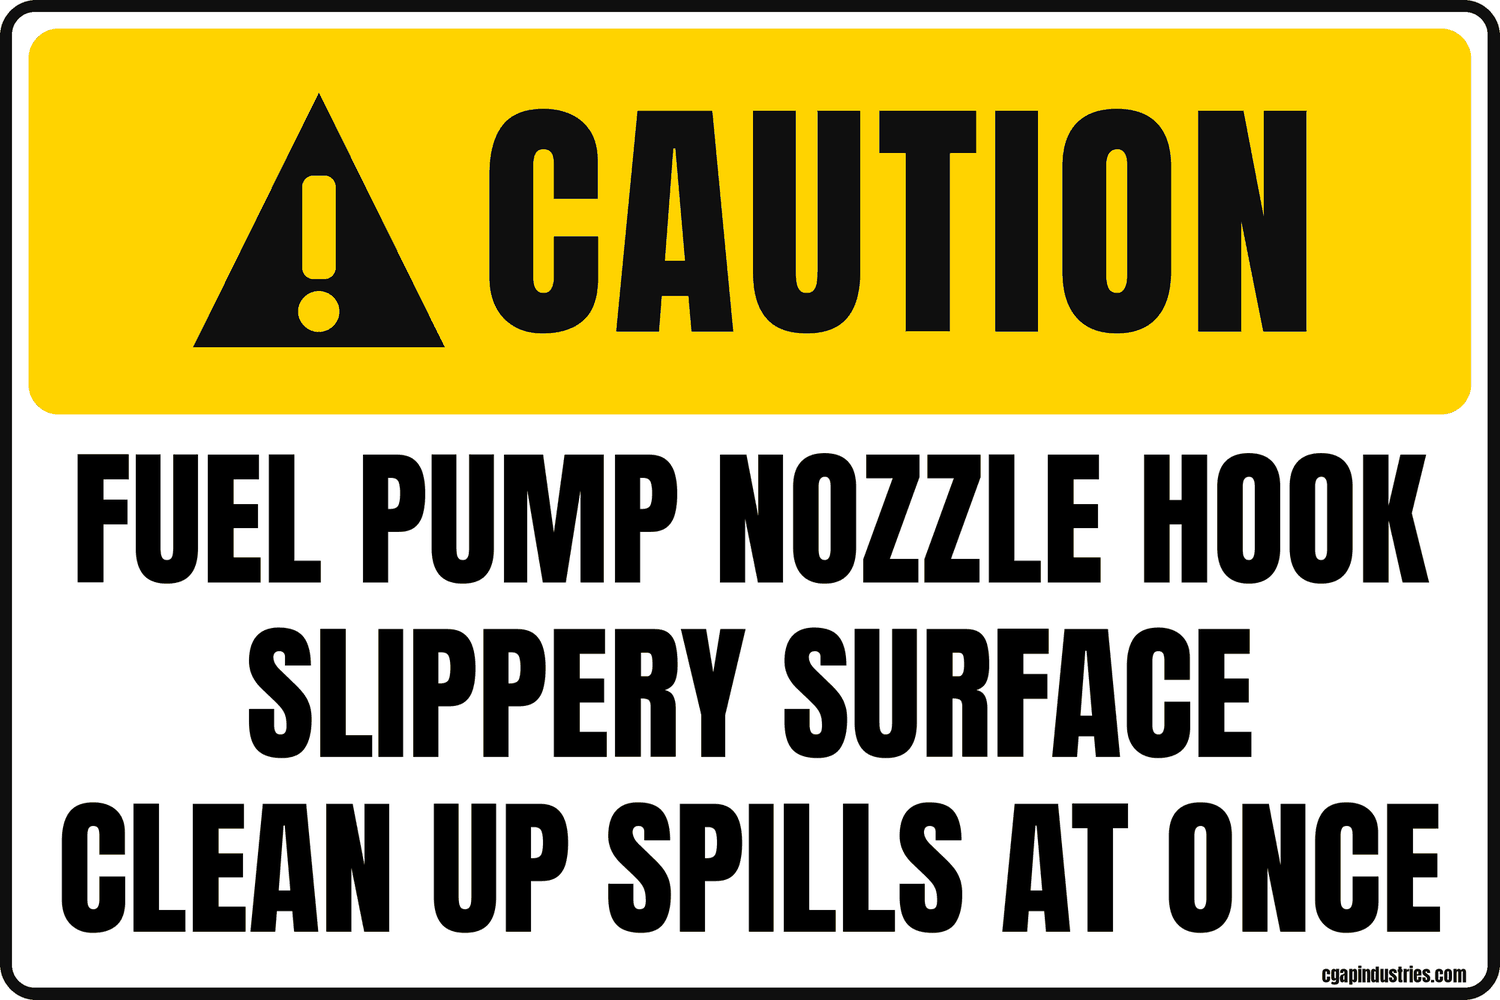 CAUTION
FUEL PUMP NOZZLE HOOK
SLIPPERY SURFACE
CLEAN UP SPILLS AT ONCE
cgapindustries.com